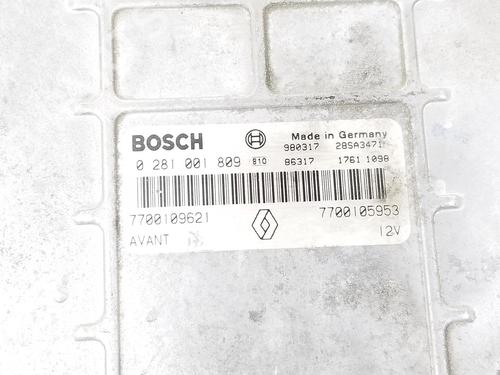 BOSCH Made in Germany
980317 28SA3471
0 281 001 809 810 86317 1761 1098
7700109621 7700105953
AVANT 12V